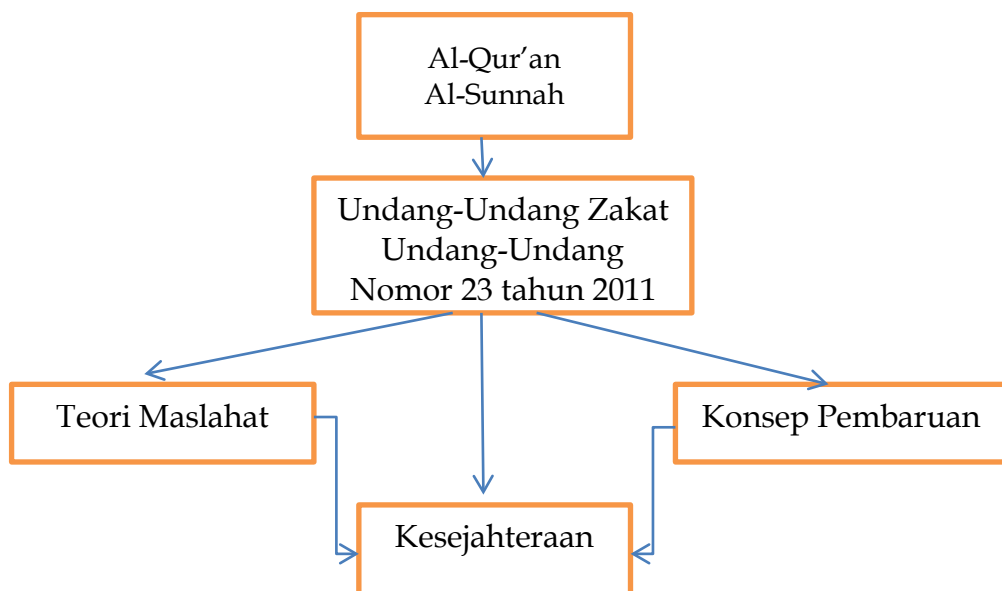 Al-Qur’an
Al-Sunnah
Undang-Undang Zakat
Undang-Undang
Nomor 23 tahun 2011
Teori Maslahat
Konsep Pembaruan
Kesejahteraan